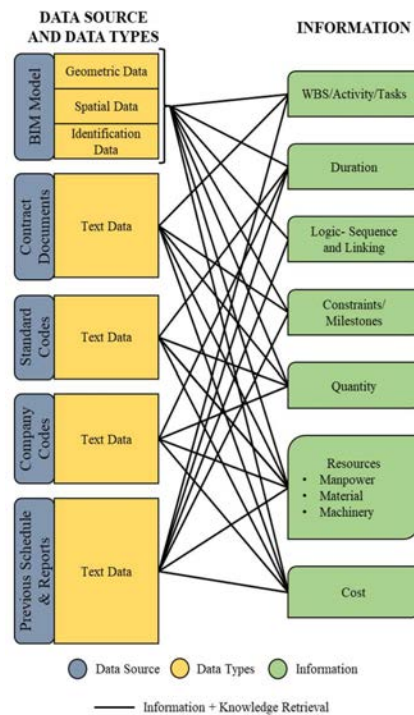 DATA SOURCE
AND DATA TYPES
INFORMATION
BIM Model
Geometric Data
Spatial Data
Identification
Data
Contract
Documents
Text Data
Standard
Codes
Text Data
Company
Codes
Text Data
Previous Schedule
& Reports
Text Data
WBS/Activity/Tasks
Duration
Logic- Sequence
and Linking
Constraints/
Milestones
Quantity
Resources
• Manpower
• Material
• Machinery
Cost
Data Source
Data Types
Information
Information + Knowledge Retrieval